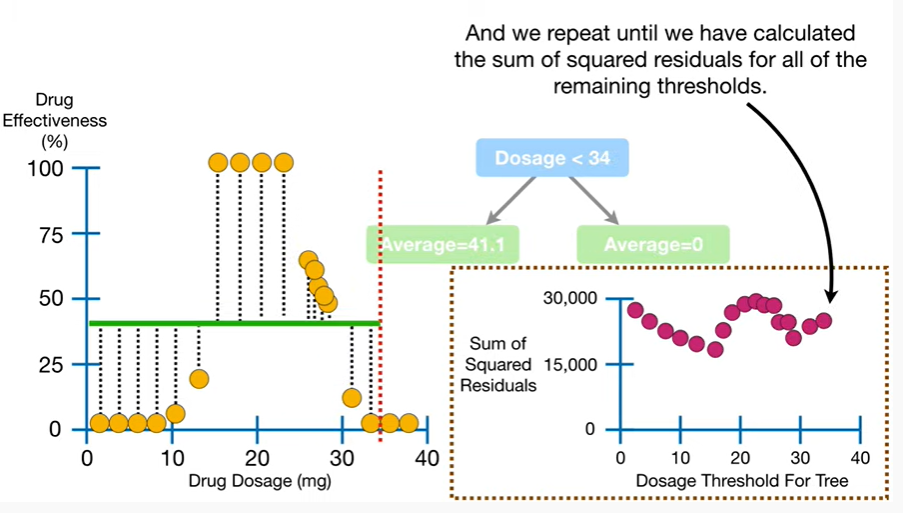 And we repeat until we have calculated
the sum of squared residuals for all of the
remaining thresholds.
Drug
Effectiveness
(%)
100
75
50
25
0
0 10 20 30 40
Drug Dosage (mg)
Dosage < 34
Average=41.1
Average=0
Sum of
Squared
Residuals
30,000
15,000
0
0 10 20 30 40
Dosage Threshold For Tree